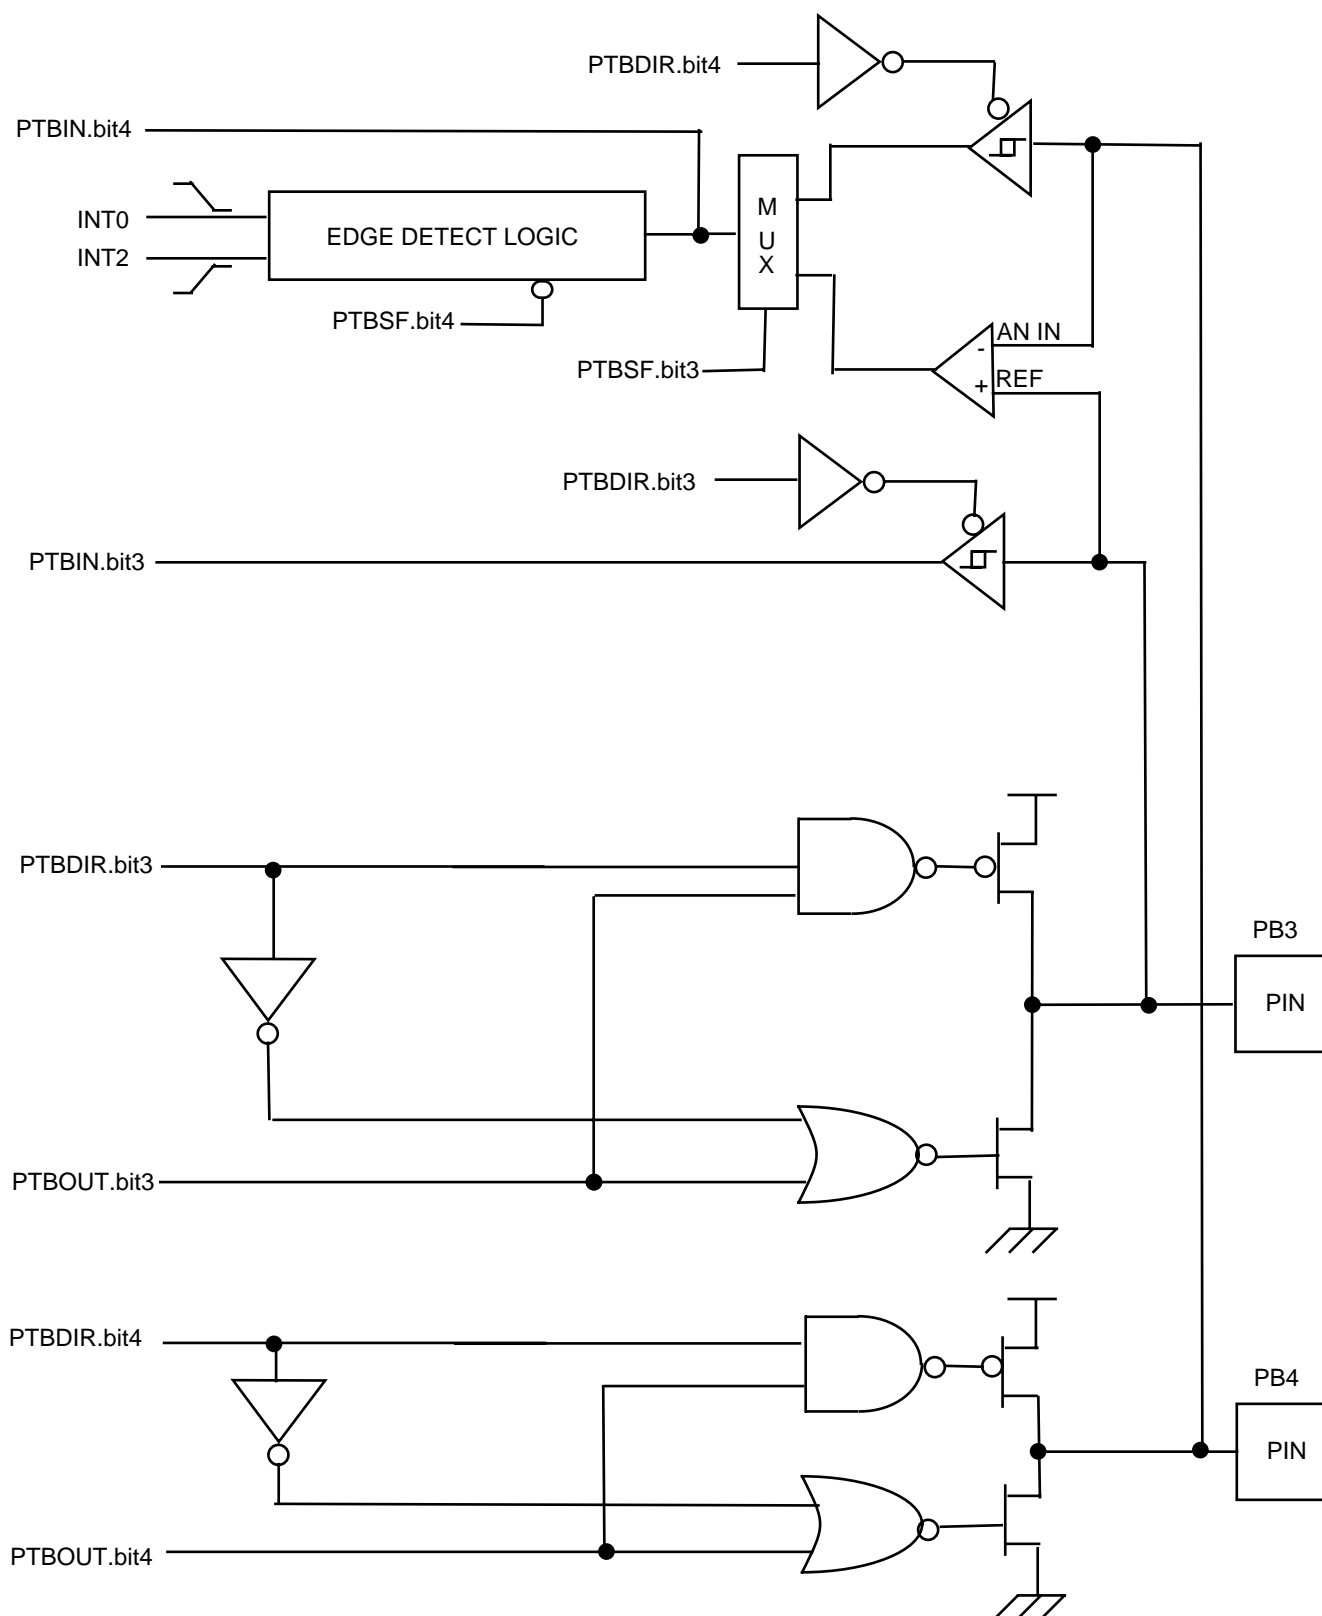 PTBDIR.bit4
PTBIN.bit4
M
U
X
INT0
EDGE DETECT LOGIC
INT2
PTBSF.bit4
AN IN
-
PTBSF.bit3
REF
+
PTBDIR.bit3
PTBIN.bit3
PTBDIR.bit3
PB3
PIN
PTBOUT.bit3
PTBDIR.bit4
PB4
PIN
PTBOUT.bit4